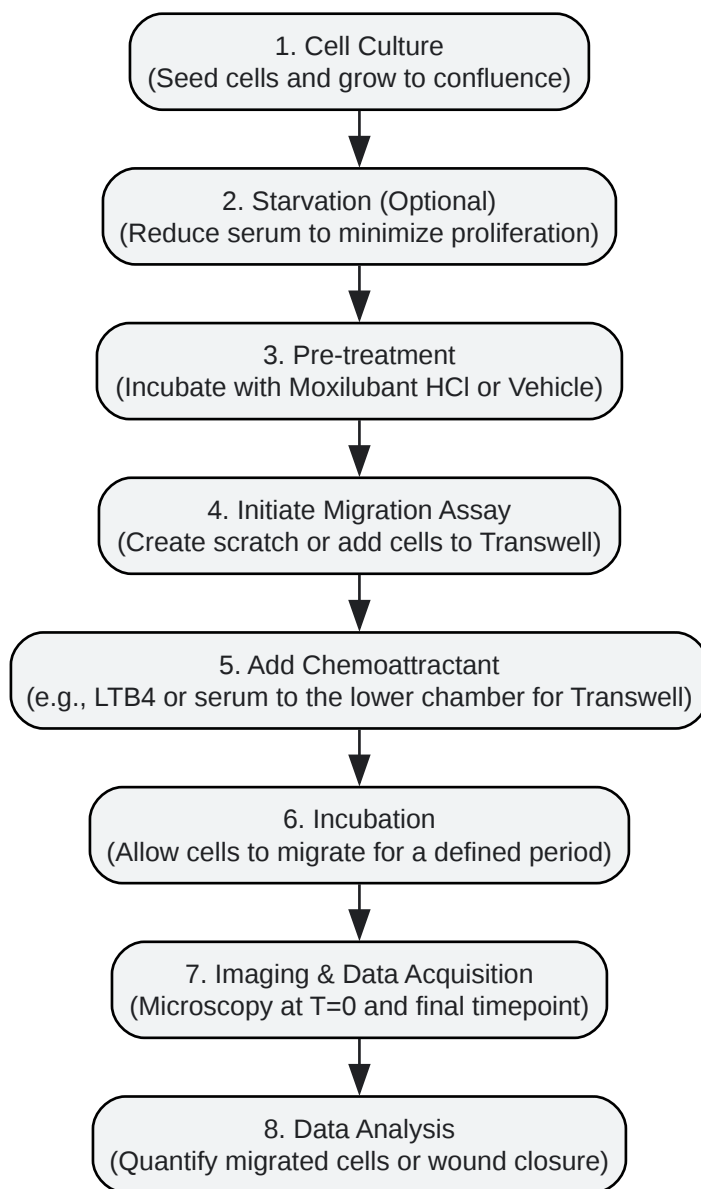 1. Cell Culture
(Seed cells and grow to confluence)
2. Starvation (Optional)
(Reduce serum to minimize proliferation)
3. Pre-treatment
(Incubate with Moxilubant HCl or Vehicle)
4. Initiate Migration Assay
(Create scratch or add cells to Transwell)
5. Add Chemoattractant
(e.g., LTB4 or serum to the lower chamber for Transwell)
6. Incubation
(Allow cells to migrate for a defined period)
7. Imaging & Data Acquisition
(Microscopy at T=0 and final timepoint)
8. Data Analysis
(Quantify migrated cells or wound closure)